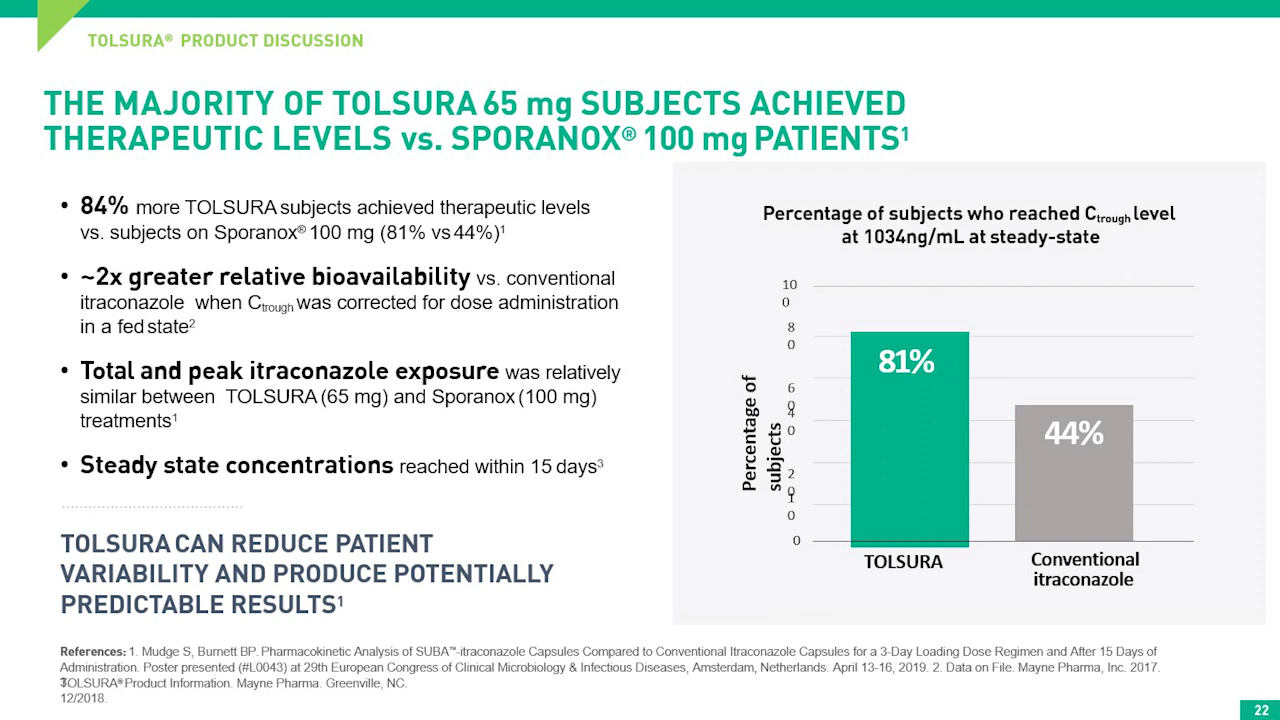 TOLSURA® PRODUCT DISCUSSION
THE MAJORITY OF TOLSURA 65 mg SUBJECTS ACHIEVED
THERAPEUTIC LEVELS vs. SPORANOX® 100 mg PATIENTS¹
• 84% more TOLSURA subjects achieved therapeutic levels
vs. subjects on Sporanox® 100 mg (81% vs 44%)¹
• ~2x greater relative bioavailability vs. conventional
itraconazole when Ctrough was corrected for dose administration
in a fed state²
• Total and peak itraconazole exposure was relatively
similar between TOLSURA (65 mg) and Sporanox (100 mg)
treatments¹
• Steady state concentrations reached within 15 days³
TOLSURA CAN REDUCE PATIENT
VARIABILITY AND PRODUCE POTENTIALLY
PREDICTABLE RESULTS¹
Percentage of subjects who reached Ctrough level
at 1034ng/mL at steady-state
Percentage of
subjects
10
0
8
0
6
0
4
0
2
0
1
0
0
81%
44%
TOLSURA
Conventional
itraconazole
References: 1. Mudge S, Burnett BP. Pharmacokinetic Analysis of SUBA™-itraconazole Capsules Compared to Conventional Itraconazole Capsules for a 3-Day Loading Dose Regimen and After 15 Days of
Administration. Poster presented (#L0043) at 29th European Congress of Clinical Microbiology & Infectious Diseases, Amsterdam, Netherlands. April 13-16, 2019. 2. Data on File. Mayne Pharma, Inc. 2017.
3. TOLSURA® Product Information. Mayne Pharma. Greenville, NC.
12/2018.
22